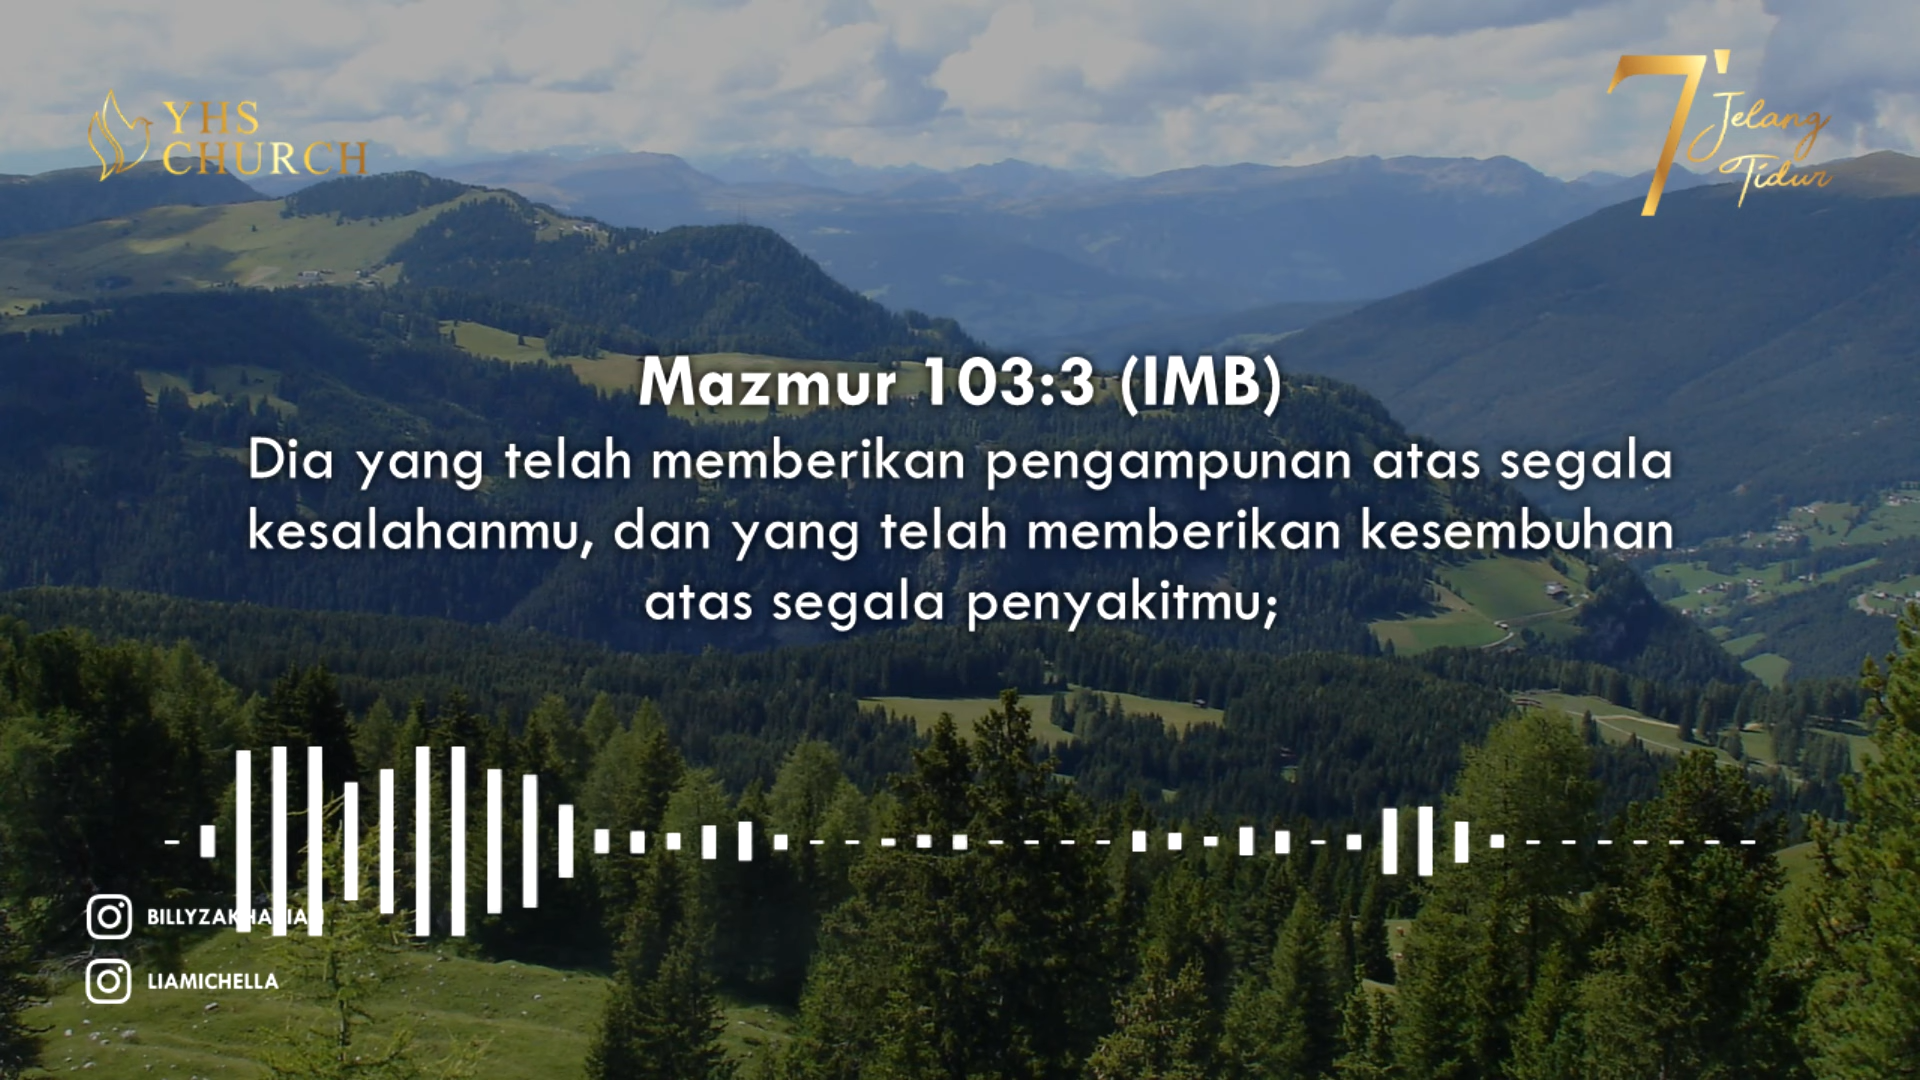 YHS
CHURCH
7' Jelang
Tidur
Mazmur 103:3 (IMB)
Dia yang telah memberikan pengampunan atas segala
kesalahanmu, dan yang telah memberikan kesembuhan
atas segala penyakitmu;
LIAMICHELLA